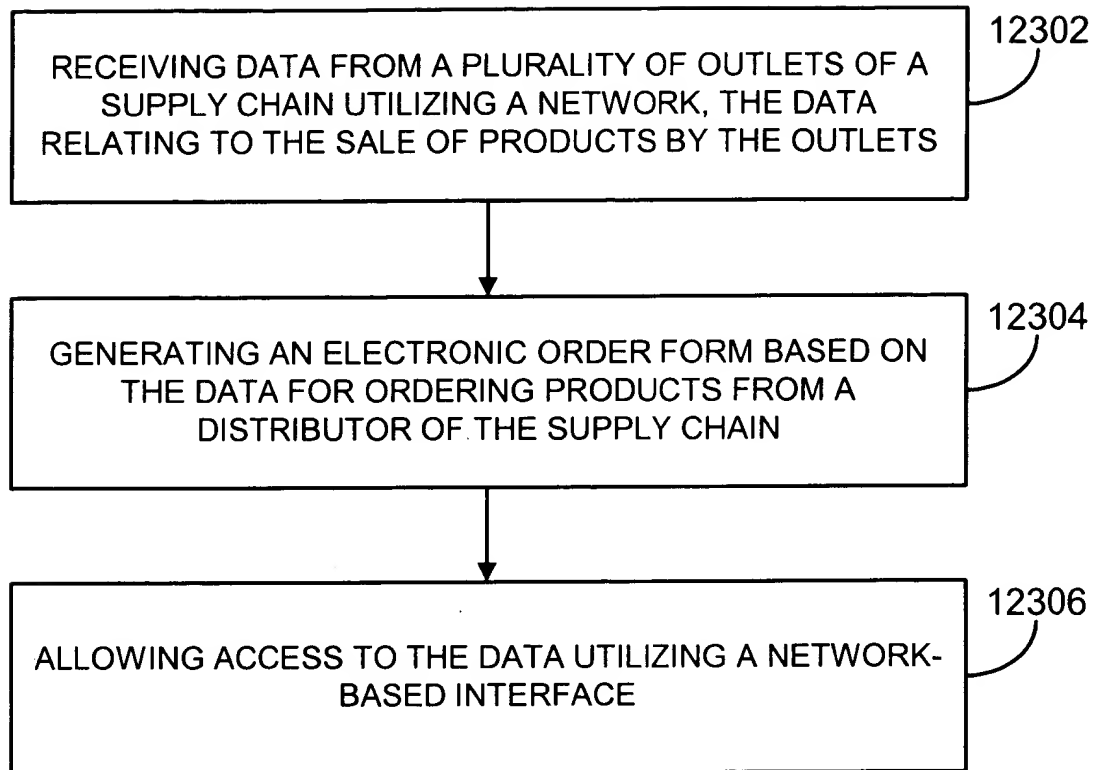 12302
RECEIVING DATA FROM A PLURALITY OF OUTLETS OF A
SUPPLY CHAIN UTILIZING A NETWORK, THE DATA
RELATING TO THE SALE OF PRODUCTS BY THE OUTLETS
12304
GENERATING AN ELECTRONIC ORDER FORM BASED ON
THE DATA FOR ORDERING PRODUCTS FROM A
DISTRIBUTOR OF THE SUPPLY CHAIN
12306
ALLOWING ACCESS TO THE DATA UTILIZING A NETWORK-
BASED INTERFACE